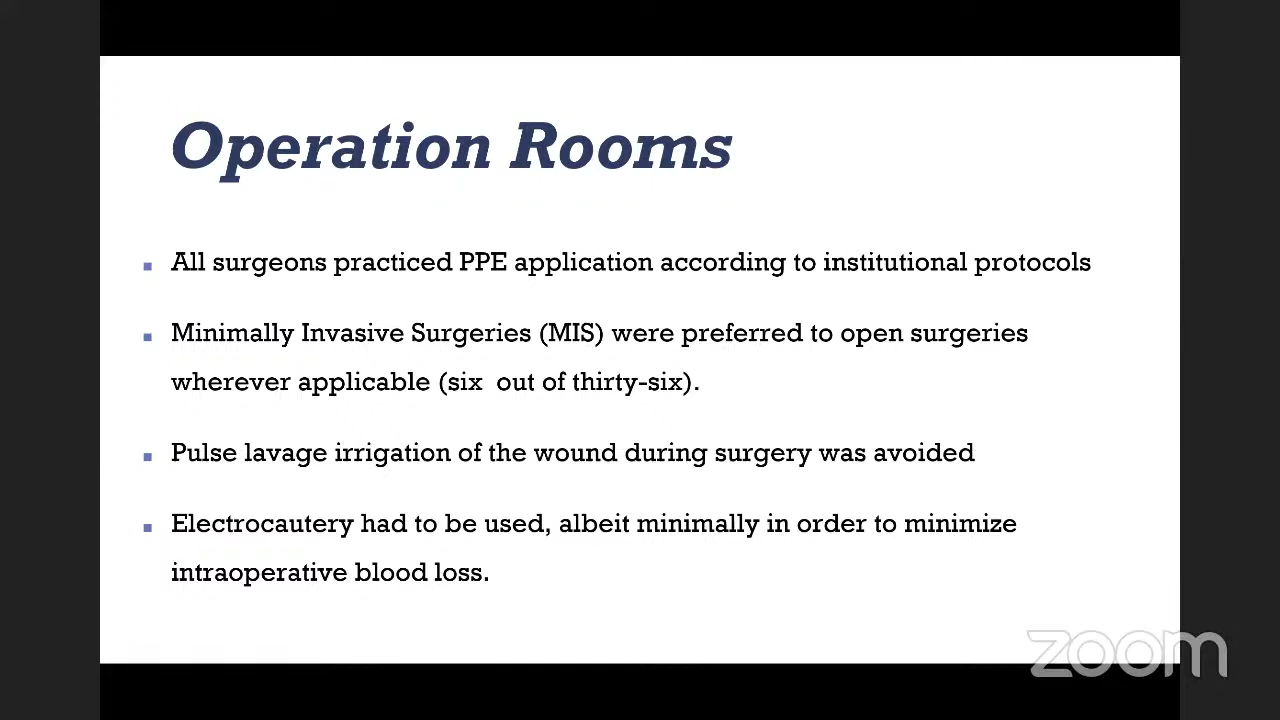 Operation Rooms
All surgeons practiced PPE application according to institutional protocols
Minimally Invasive Surgeries (MIS) were preferred to open surgeries
wherever applicable (six out of thirty-six).
Pulse lavage irrigation of the wound during surgery was avoided
Electrocautery had to be used, albeit minimally in order to minimize
intraoperative blood loss.
zoom